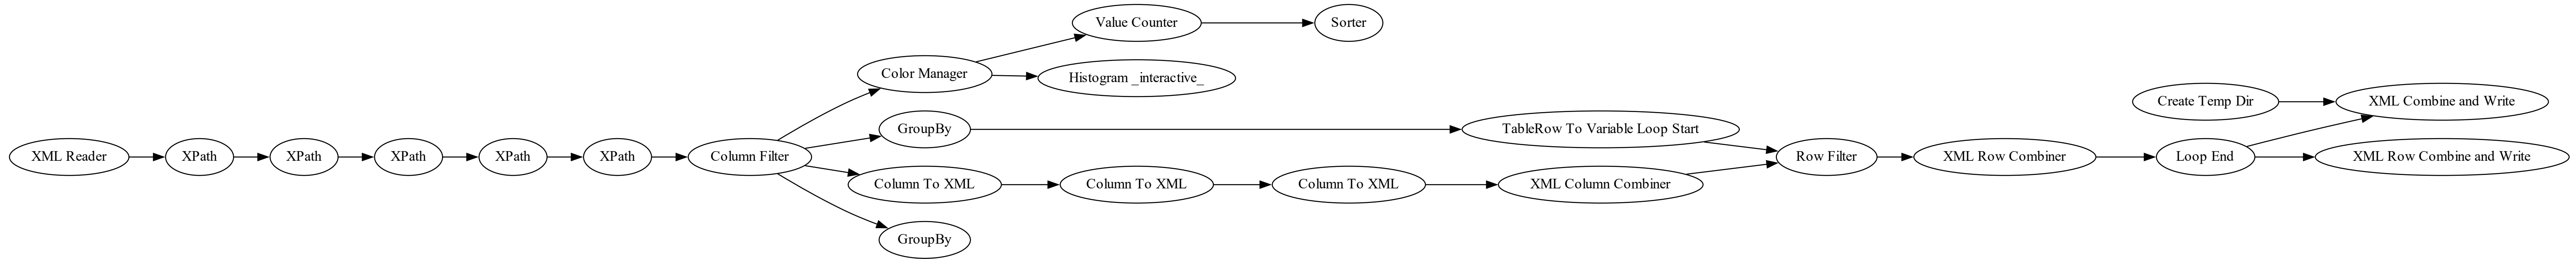 Value Counter
Sorter
Color Manager
Histogram _interactive_
Create Temp Dir
XML Combine and Write
GroupBy
TableRow To Variable Loop Start
XML Reader
XPath
XPath
XPath
XPath
XPath
Column Filter
Row Filter
XML Row Combiner
Loop End
XML Row Combine and Write
Column To XML
Column To XML
Column To XML
XML Column Combiner
GroupBy